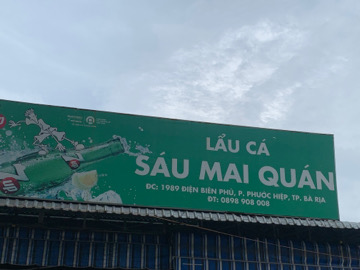 LẨU CÁ
SÁU MAI QUÁN
ĐC: 1989 ĐIỆN BIÊN PHỦ, P. PHƯỚC HIỆP, TP. BÀ RỊA
ĐT: 0898 908 008